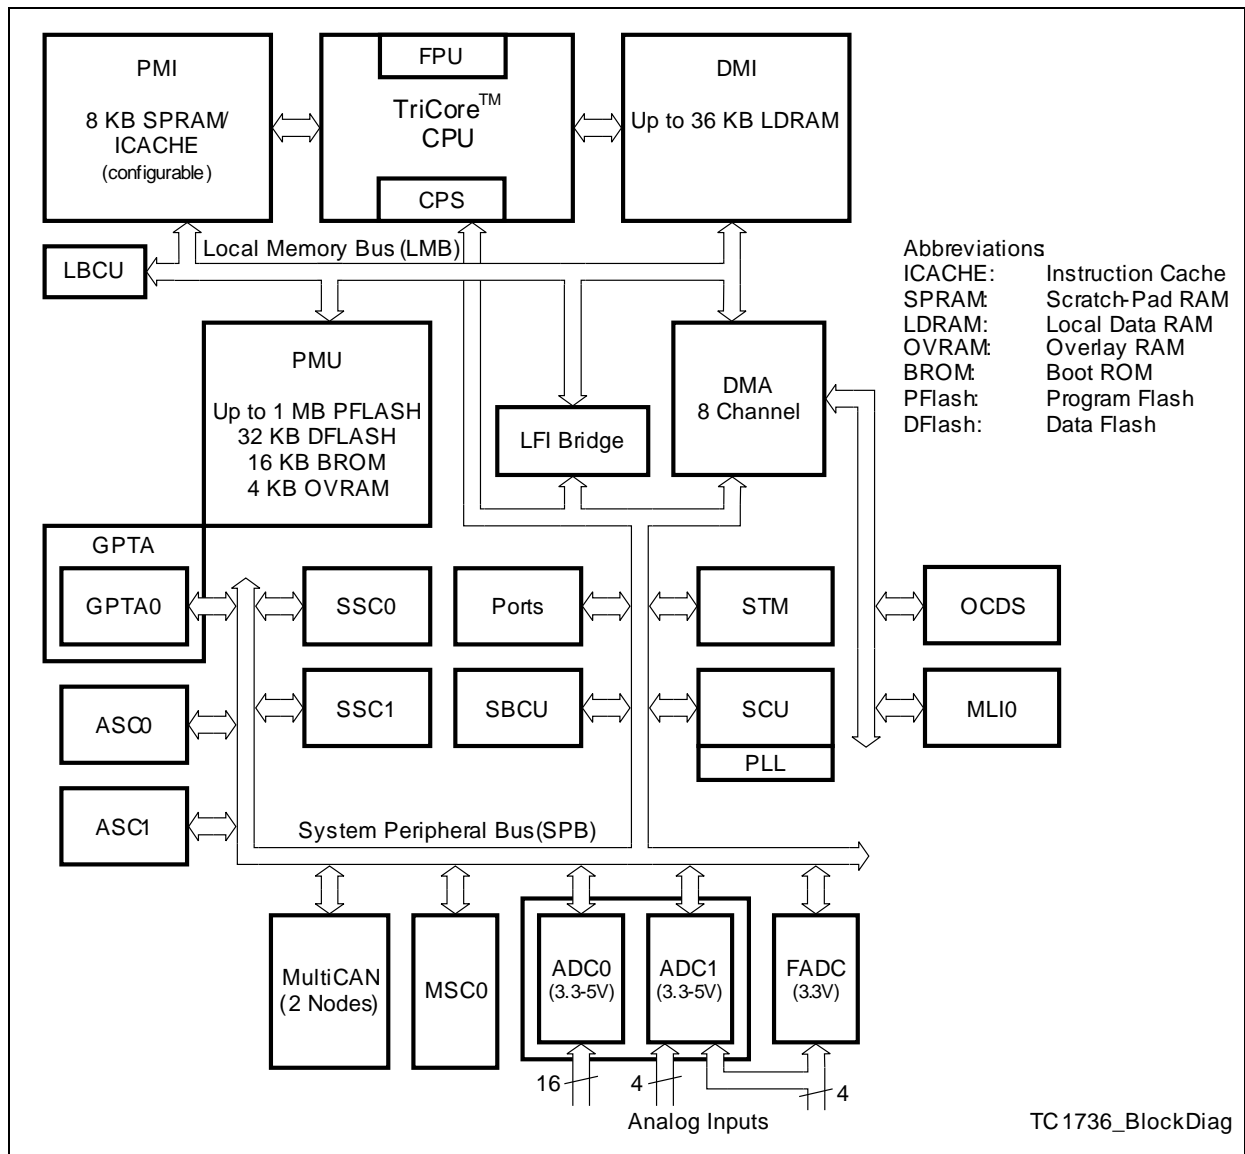 PMI
8 KB SPRAM/
ICACHE
(configurable)
FPU
TriCore™
CPU
CPS
DMI
Up to 36 KB LDRAM
Local Memory Bus (LMB)
LBCU
Abbreviations:
ICACHE: Instruction Cache
SPRAM: Scratch-Pad RAM
LDRAM: Local Data RAM
OVRAM: Overlay RAM
BROM: Boot ROM
PFlash: Program Flash
DFlash: Data Flash
PMU
Up to 1 MB PFLASH
32 KB DFLASH
16 KB BROM
4 KB OVRAM
LFI Bridge
DMA
8 Channel
GPTA
GPTA0
SSC0
Ports
STM
OCDS
ASC0
SSC1
SBCU
SCU
PLL
MLI0
ASC1
System Peripheral Bus (SPB)
MultiCAN
(2 Nodes)
MSC0
ADC0
(3.3-5V)
ADC1
(3.3-5V)
FADC
(3.3V)
16
4
4
Analog Inputs
TC1736_BlockDiag